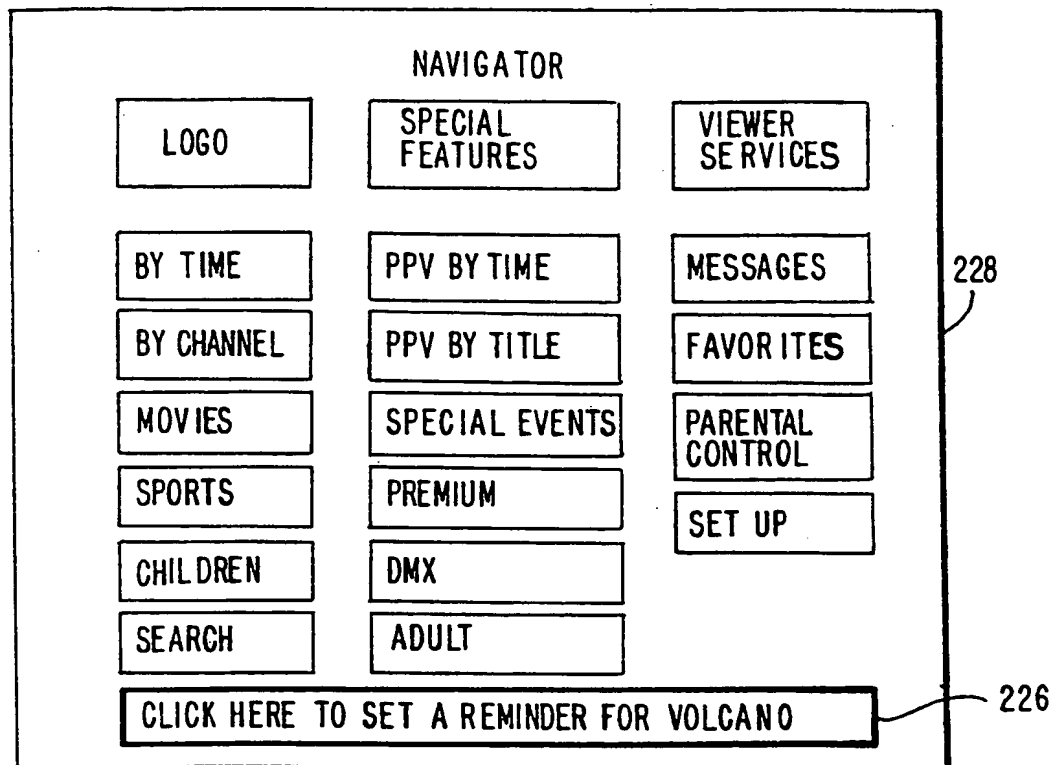 NAVIGATOR
LOGO
SPECIAL
FEATURES
VIEWER
SERVICES
BY TIME
PPV BY TIME
MESSAGES
BY CHANNEL
PPV BY TITLE
FAVORITES
MOVIES
SPECIAL EVENTS
PARENTAL
CONTROL
SPORTS
PREMIUM
SET UP
CHILDREN
DMX
SEARCH
ADULT
CLICK HERE TO SET A REMINDER FOR VOLCANO
228
226